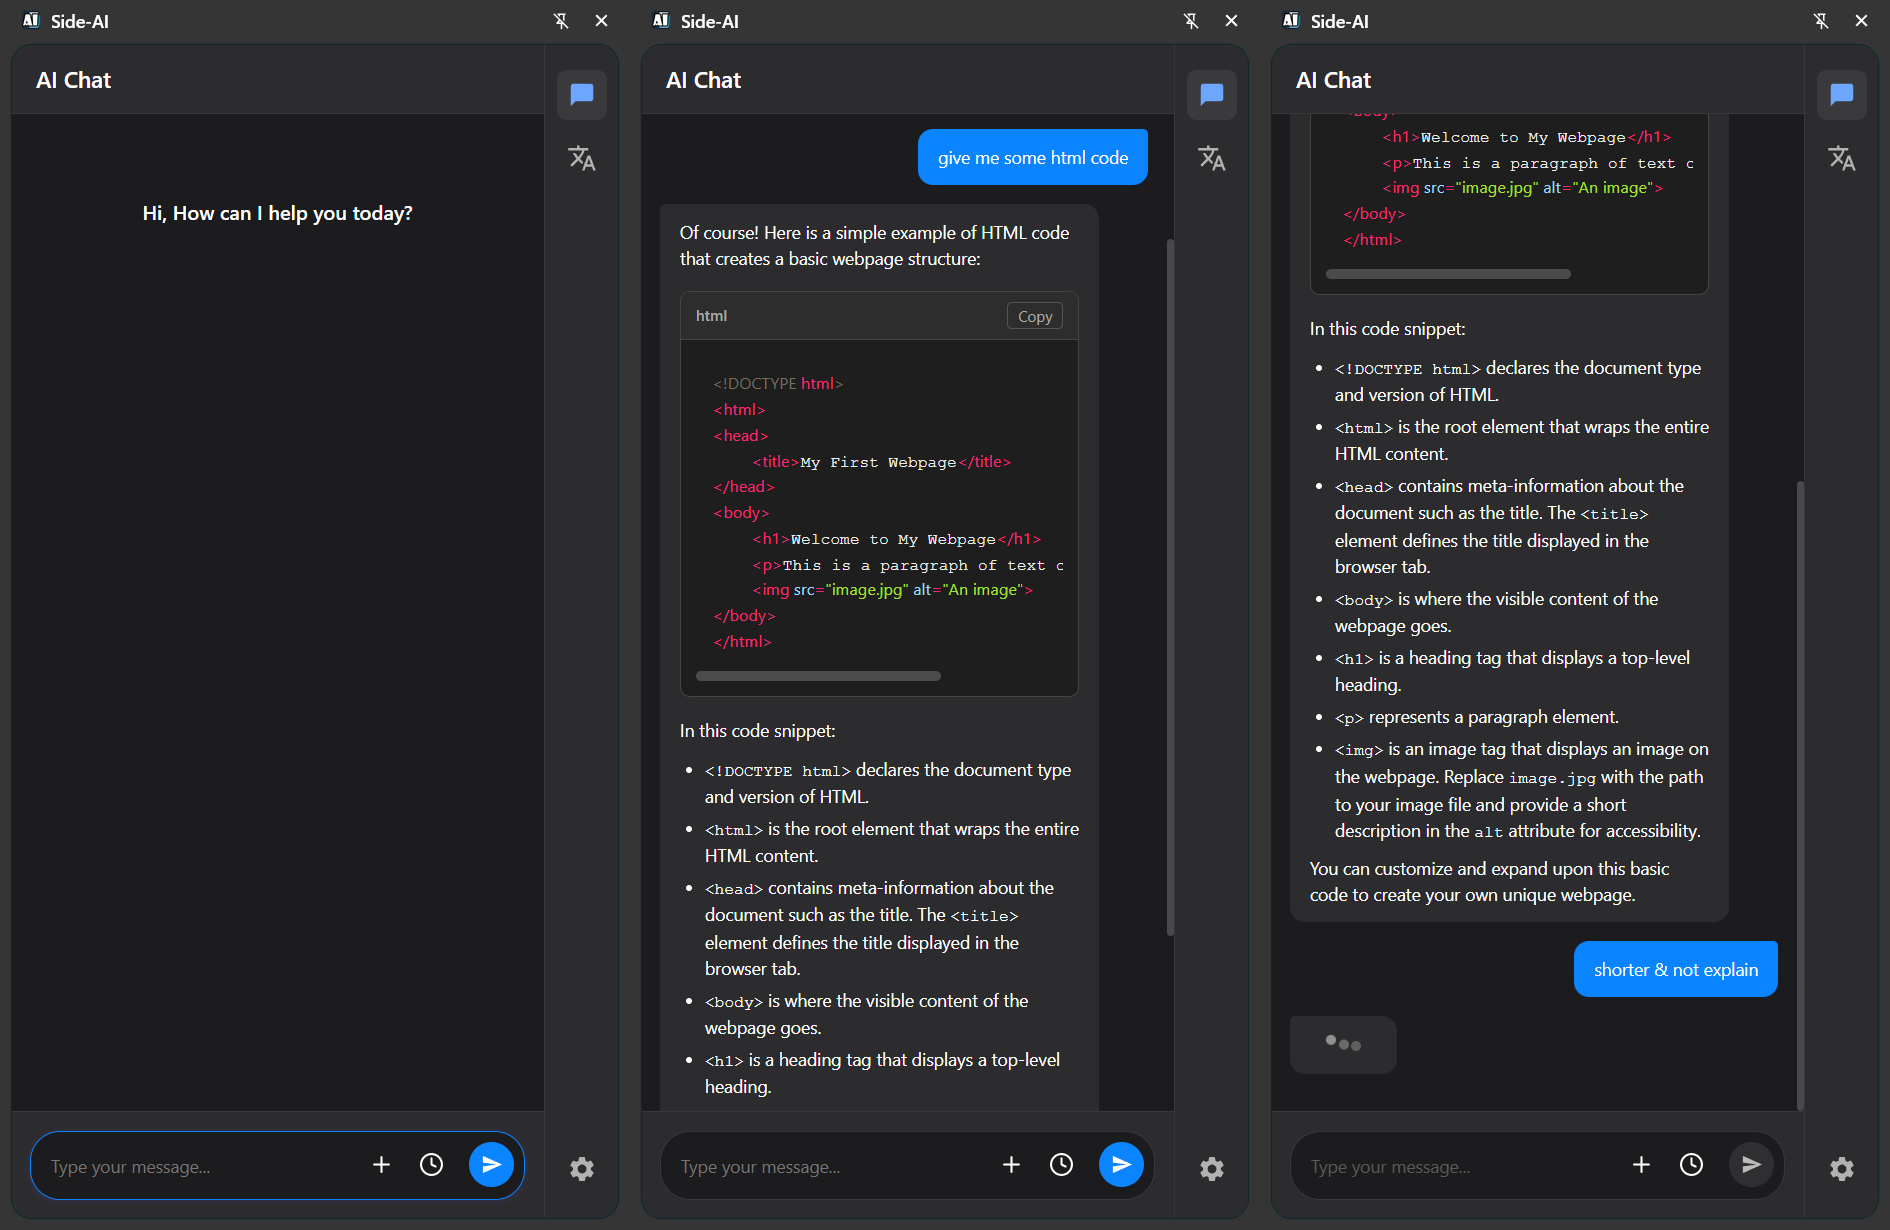 Side-AI
AI Chat
Hi, How can I help you today?
Type your message...
Side-AI
AI Chat
give me some html code
Of course! Here is a simple example of HTML code
that creates a basic webpage structure:
html
Copy
<!DOCTYPE html>
<html>
<head>
<title>My First Webpage</title>
</head>
<body>
<h1>Welcome to My Webpage</h1>
<p>This is a paragraph of text c
<img src="image.jpg" alt="An image">
</body>
</html>
In this code snippet:
• <!DOCTYPE html> declares the document type
and version of HTML.
• <html> is the root element that wraps the entire
HTML content.
• <head> contains meta-information about the
document such as the title. The <title>
element defines the title displayed in the
browser tab.
• <body> is where the visible content of the
webpage goes.
• <h1> is a heading tag that displays a top-level
heading.
Type your message...
Side-AI
AI Chat
<body>
<h1>Welcome to My Webpage</h1>
<p>This is a paragraph of text c
<img src="image.jpg" alt="An image">
</body>
</html>
In this code snippet:
• <!DOCTYPE html> declares the document type
and version of HTML.
• <html> is the root element that wraps the entire
HTML content.
• <head> contains meta-information about the
document such as the title. The <title>
element defines the title displayed in the
browser tab.
• <body> is where the visible content of the
webpage goes.
• <h1> is a heading tag that displays a top-level
heading.
• <p> represents a paragraph element.
• <img> is an image tag that displays an image on
the webpage. Replace image.jpg with the path
to your image file and provide a short
description in the alt attribute for accessibility.
You can customize and expand upon this basic
code to create your own unique webpage.
shorter & not explain
Type your message...